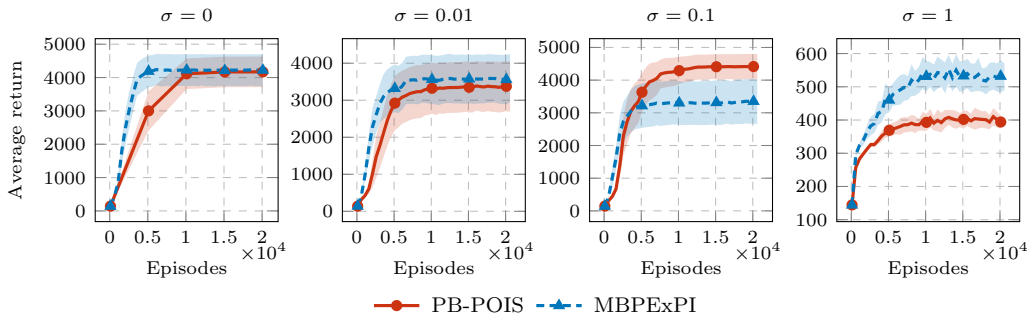 σ = 0
σ = 0.01
σ = 0.1
σ = 1
Average return
5000
4000
3000
2000
1000
0
0 0.5 1 1.5 2
×10⁴
Episodes
4000
3000
2000
1000
0
0 0.5 1 1.5 2
×10⁴
Episodes
5000
4000
3000
2000
1000
0
0 0.5 1 1.5 2
×10⁴
Episodes
600
500
400
300
200
100
0 0.5 1 1.5 2
×10⁴
Episodes
PB-POIS MBPExPI